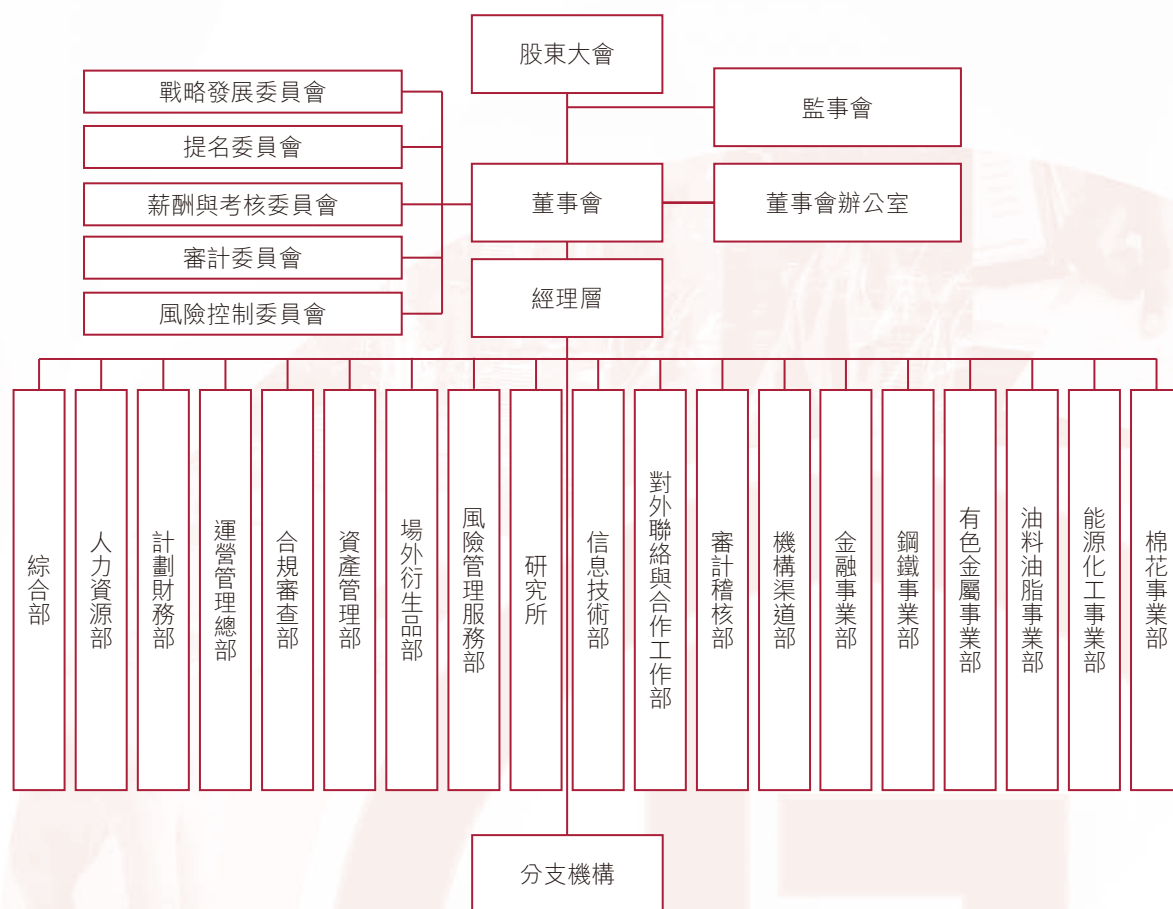 股東大會
戰略發展委員會
監事會
提名委員會
薪酬與考核委員會
董事會
董事會辦公室
審計委員會
經理層
風險控制委員會
綜合部
人力資源部
計劃財務部
運營管理總部
合規審查部
資產管理部
場外衍生品部
風險管理服務部
研究所
信息技術部
對外聯絡與合作工作部
審計稽核部
機構渠道部
金融事業部
鋼鐵事業部
有色金屬事業部
油料油脂事業部
能源化工事業部
棉花事業部
分支機構